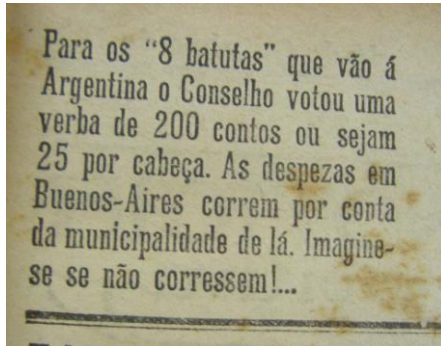 Para os “8 batutas” que vão á
Argentina o Conselho votou uma
verba de 200 contos ou sejam
25 por cabeça. As despezas em
Buenos-Aires correm por conta
da municipalidade de lá. Imagine-
se se não corressem!...